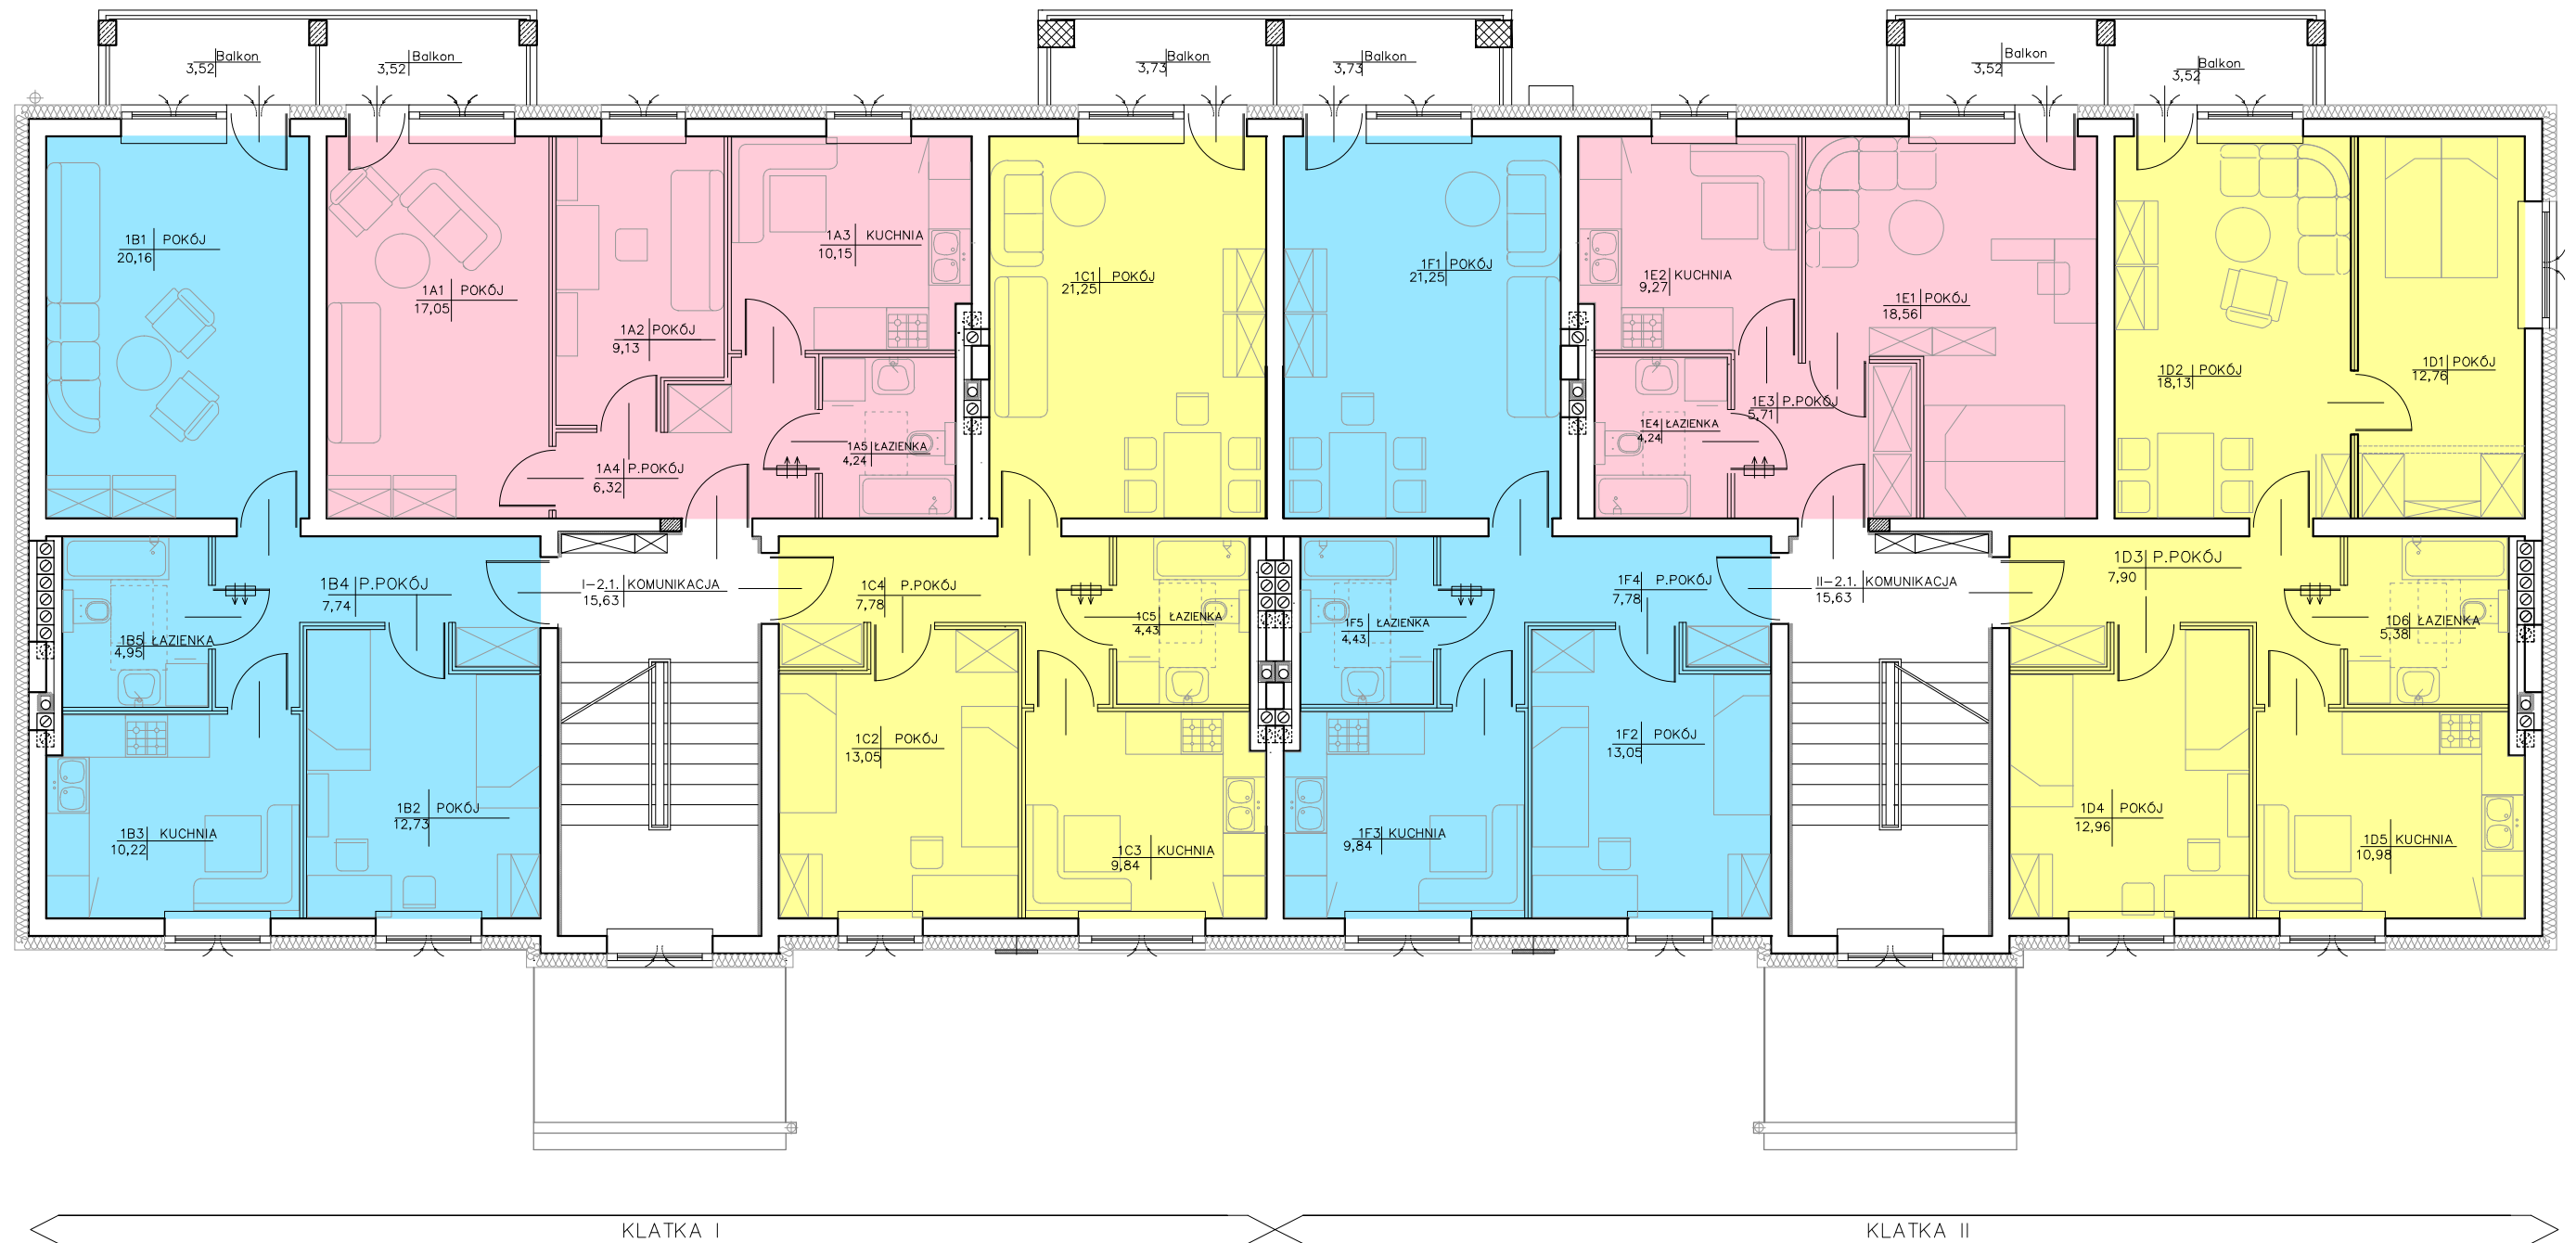 Balkon
3,52
Balkon
3,52
Balkon
3,73
Balkon
3,73
Balkon
3,52
Balkon
3,52
1B1 POKÓJ
20,16
1A1 POKÓJ
17,05
1A2 POKÓJ
9,13
1A3 KUCHNIA
10,15
1C1 POKÓJ
21,25
1F1 POKÓJ
21,25
1E2 KUCHNIA
9,27
1E1 POKÓJ
18,56
1D2 POKÓJ
18,13
1D1 POKÓJ
12,76
1A4 P.POKÓJ
6,32
1A5 ŁAZIENKA
4,24
1E4 ŁAZIENKA
4,24
1E3 P.POKÓJ
5,71
1B4 P.POKÓJ
7,74
I-2.1. KOMUNIKACJA
15,63
1C4 P.POKÓJ
7,78
1C5 ŁAZIENKA
4,43
1F5 ŁAZIENKA
4,43
1F4 P.POKÓJ
7,78
II-2.1. KOMUNIKACJA
15,63
1D3 P.POKÓJ
7,90
1D6 ŁAZIENKA
5,38
1B5 ŁAZIENKA
4,95
1B3 KUCHNIA
10,22
1B2 POKÓJ
12,73
1C2 POKÓJ
13,05
1C3 KUCHNIA
9,84
1F3 KUCHNIA
9,84
1F2 POKÓJ
13,05
1D4 POKÓJ
12,96
1D5 KUCHNIA
10,98
KLATKA I
KLATKA II